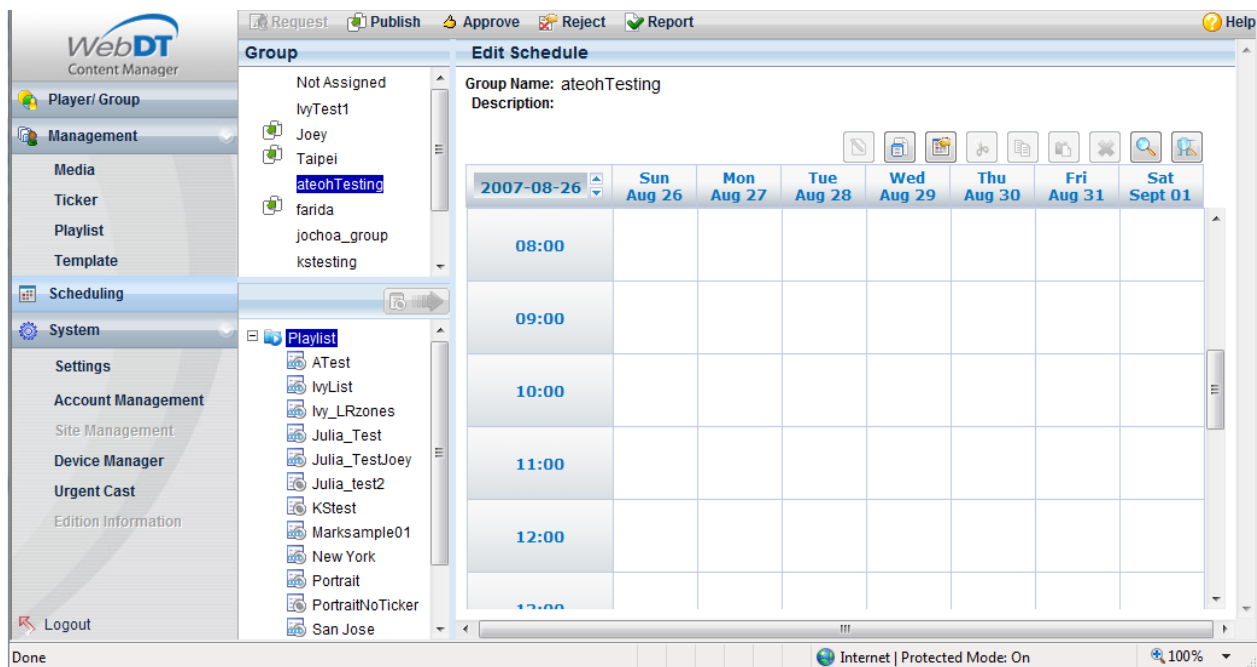 WebDT
Content Manager
Request Publish Approve Reject Report Help
Player/ Group
Management
Media
Ticker
Playlist
Template
Scheduling
System
Settings
Account Management
Site Management
Device Manager
Urgent Cast
Edition Information
Logout
Group
Not Assigned
IvyTest1
Joey
Taipei
ateohTesting
farida
jochoa_group
kstesting
Playlist
ATest
IvyList
Ivy_LRzones
Julia_Test
Julia_TestJoey
Julia_test2
KStest
Marksample01
New York
Portrait
PortraitNoTicker
San Jose
Edit Schedule
Group Name: ateohTesting
Description:
2007-08-26
Sun
Aug 26
Mon
Aug 27
Tue
Aug 28
Wed
Aug 29
Thu
Aug 30
Fri
Aug 31
Sat
Sept 01
08:00
09:00
10:00
11:00
12:00
13:00
Done
Internet | Protected Mode: On
100%